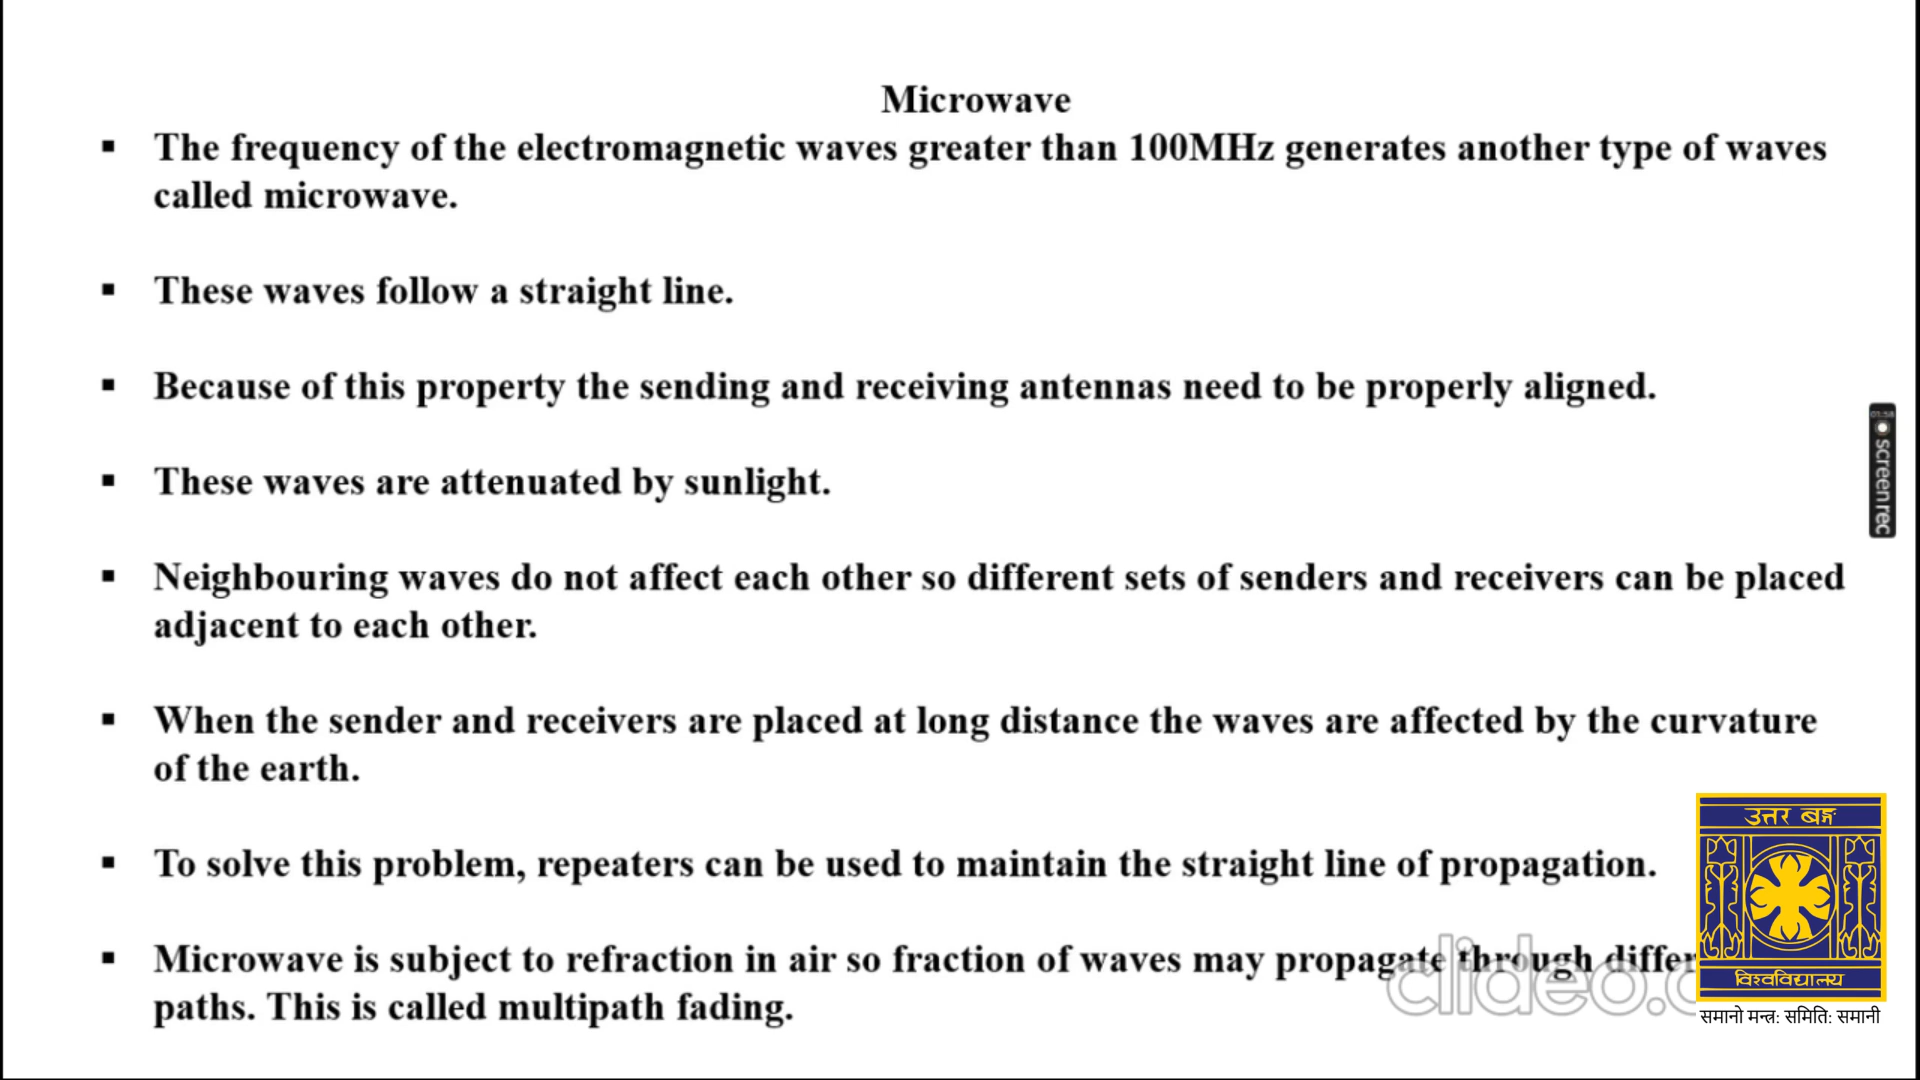 Microwave
▪ The frequency of the electromagnetic waves greater than 100MHz generates another type of waves
called microwave.
▪ These waves follow a straight line.
▪ Because of this property the sending and receiving antennas need to be properly aligned.
▪ These waves are attenuated by sunlight.
▪ Neighbouring waves do not affect each other so different sets of senders and receivers can be placed
adjacent to each other.
▪ When the sender and receivers are placed at long distance the waves are affected by the curvature
of the earth.
▪ To solve this problem, repeaters can be used to maintain the straight line of propagation.
▪ Microwave is subject to refraction in air so fraction of waves may propagate through differ
paths. This is called multipath fading.
screen rec
clideo.c
उत्तर बङ्ग
विश्वविद्यालय
समानो मन्त्र: समिति: समानी